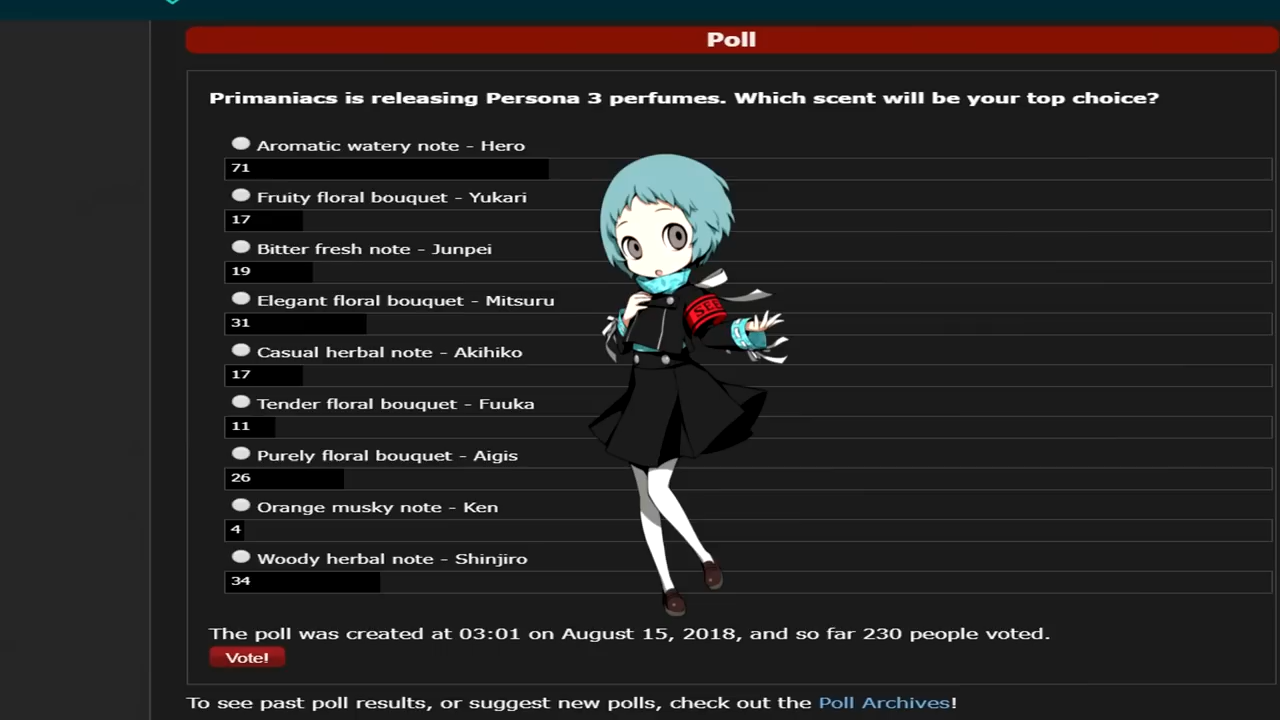 Poll
Primaniacs is releasing Persona 3 perfumes. Which scent will be your top choice?
Aromatic watery note - Hero
71
Fruity floral bouquet - Yukari
17
Bitter fresh note - Junpei
19
Elegant floral bouquet - Mitsuru
31
Casual herbal note - Akihiko
17
Tender floral bouquet - Fuuka
11
Purely floral bouquet - Aigis
26
Orange musky note - Ken
4
Woody herbal note - Shinjiro
34
The poll was created at 03:01 on August 15, 2018, and so far 230 people voted.
Vote!
To see past poll results, or suggest new polls, check out the Poll Archives!